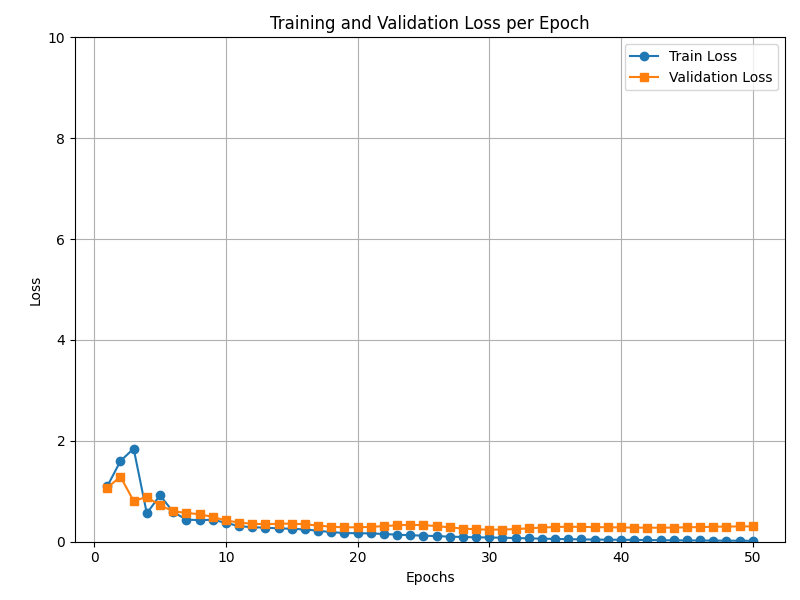 Training and Validation Loss per Epoch
Train Loss
Validation Loss
Loss
10
8
6
4
2
0
0 10 20 30 40 50
Epochs